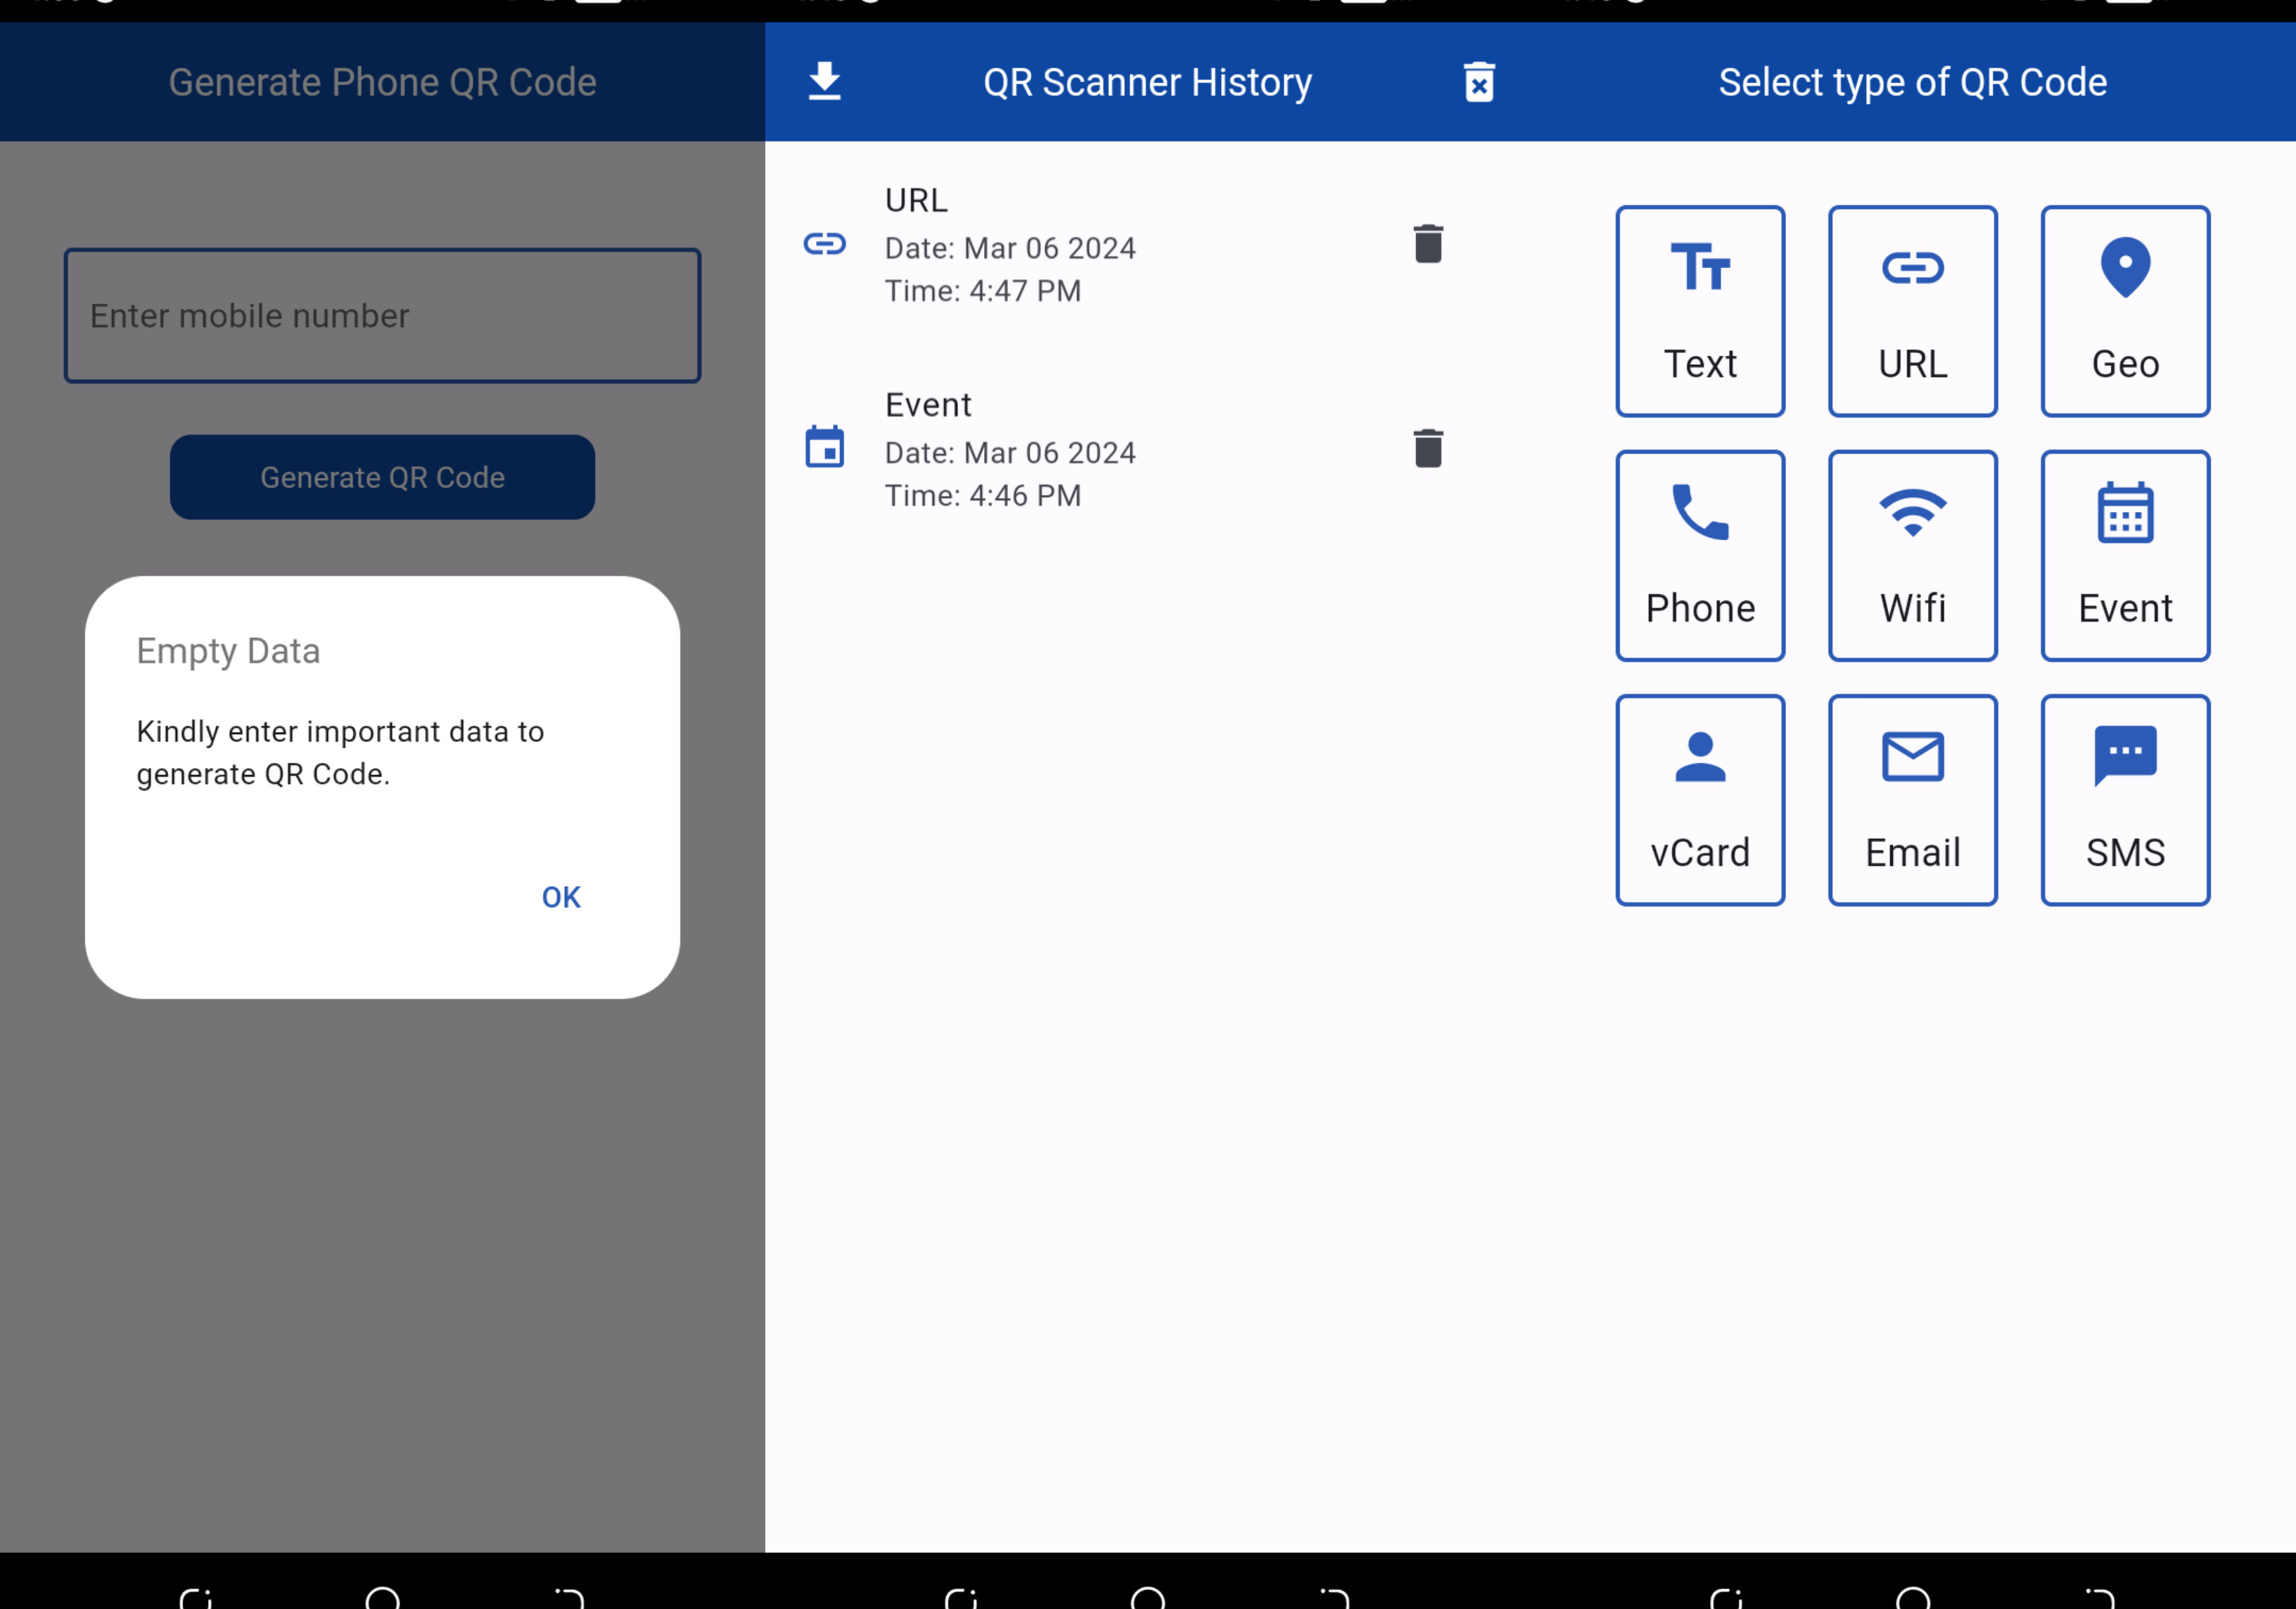 Generate Phone QR Code
Enter mobile number
Generate QR Code
Empty Data
Kindly enter important data to
generate QR Code.
OK
QR Scanner History
URL
Date: Mar 06 2024
Time: 4:47 PM
Event
Date: Mar 06 2024
Time: 4:46 PM
Select type of QR Code
Text
URL
Geo
Phone
Wifi
Event
vCard
Email
SMS